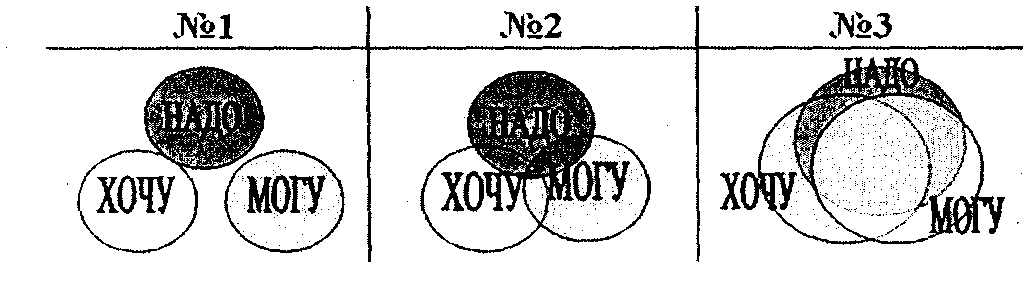 №1 №2 №3
НАДО НАДО НАДО
ХОЧУ МОГУ ХОЧУ МОГУ ХОЧУ МОГУ